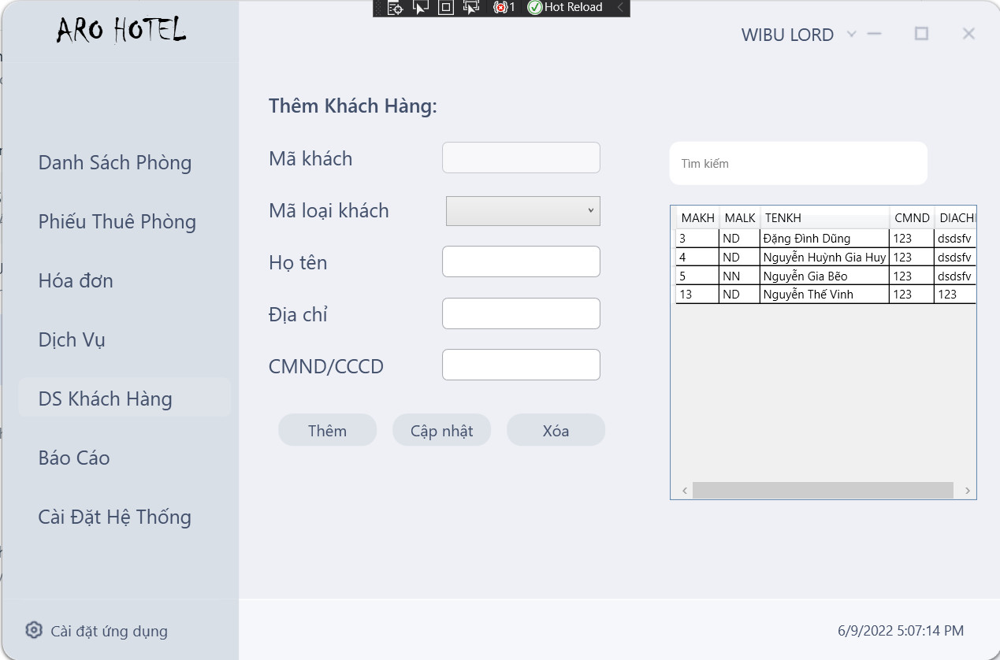 1 Hot Reload
ARO HOTEL
WIBU LORD
Danh Sách Phòng
Phiếu Thuê Phòng
Hóa đơn
Dịch Vụ
DS Khách Hàng
Báo Cáo
Cài Đặt Hệ Thống
Cài đặt ứng dụng
Thêm Khách Hàng:
Mã khách
Mã loại khách
Họ tên
Địa chỉ
CMND/CCCD
Thêm Cập nhật Xóa
Tìm kiếm
MAKH MALK TENKH CMND DIACH
3 ND Đặng Đình Dũng 123 dsdsfv
4 ND Nguyễn Huỳnh Gia Huy 123 dsdsfv
5 NN Nguyễn Gia Bẽo 123 dsdsfv
13 ND Nguyễn Thế Vinh 123 123
6/9/2022 5:07:14 PM